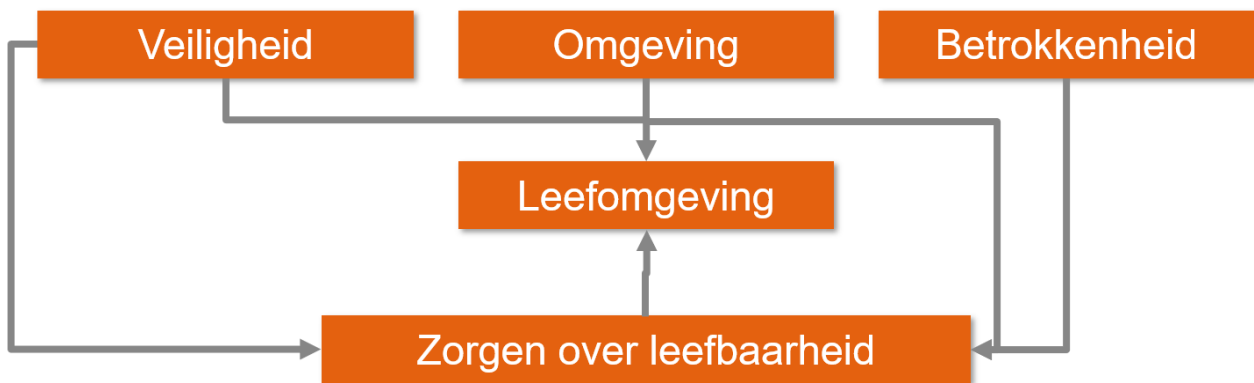 Veiligheid
Omgeving
Betrokkenheid
Leefomgeving
Zorgen over leefbaarheid